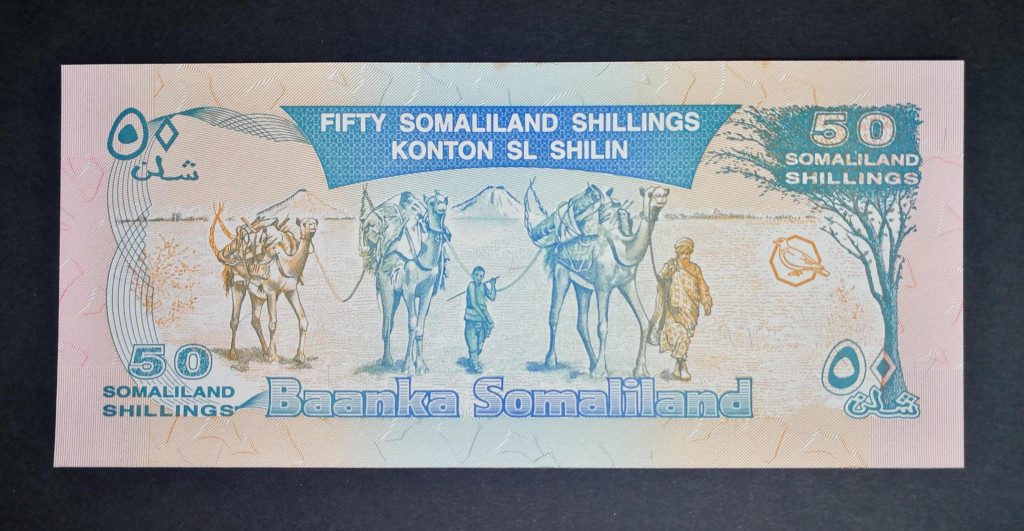 ٥٠
شلن
FIFTY SOMALILAND SHILLINGS
KONTON SL SHILIN
50
SOMALILAND
SHILLINGS
50
SOMALILAND
SHILLINGS
Baanka Somaliland
٥٠
شلن